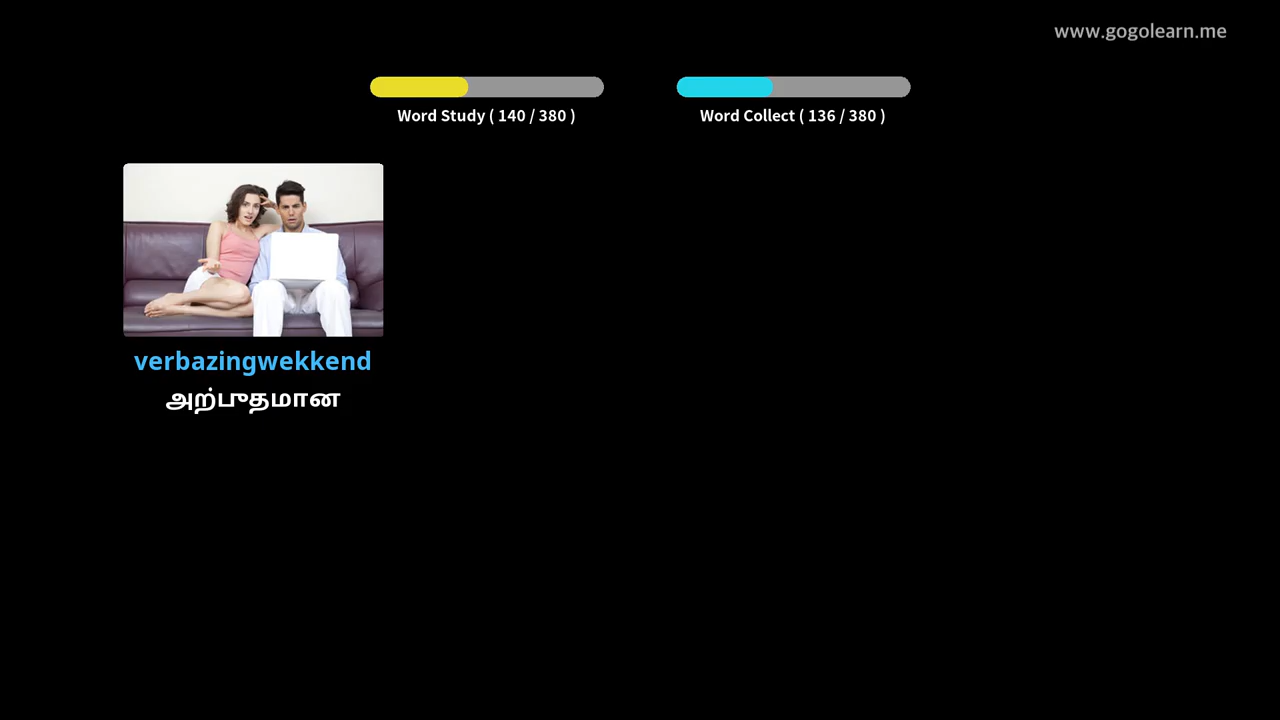 www.gogolearn.me
Word Study ( 140 / 380 )
Word Collect ( 136 / 380 )
verbazingwekkend
அற்புதமான